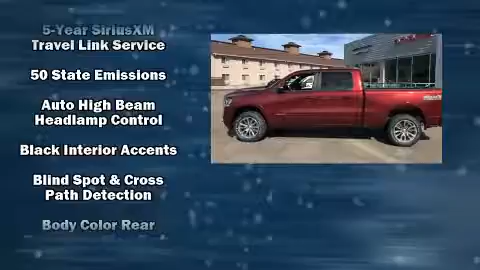 5-Year SiriusXM
Travel Link Service
50 State Emissions
Auto High Beam
Headlamp Control
Black Interior Accents
Blind Spot & Cross
Path Detection
Body Color Rear